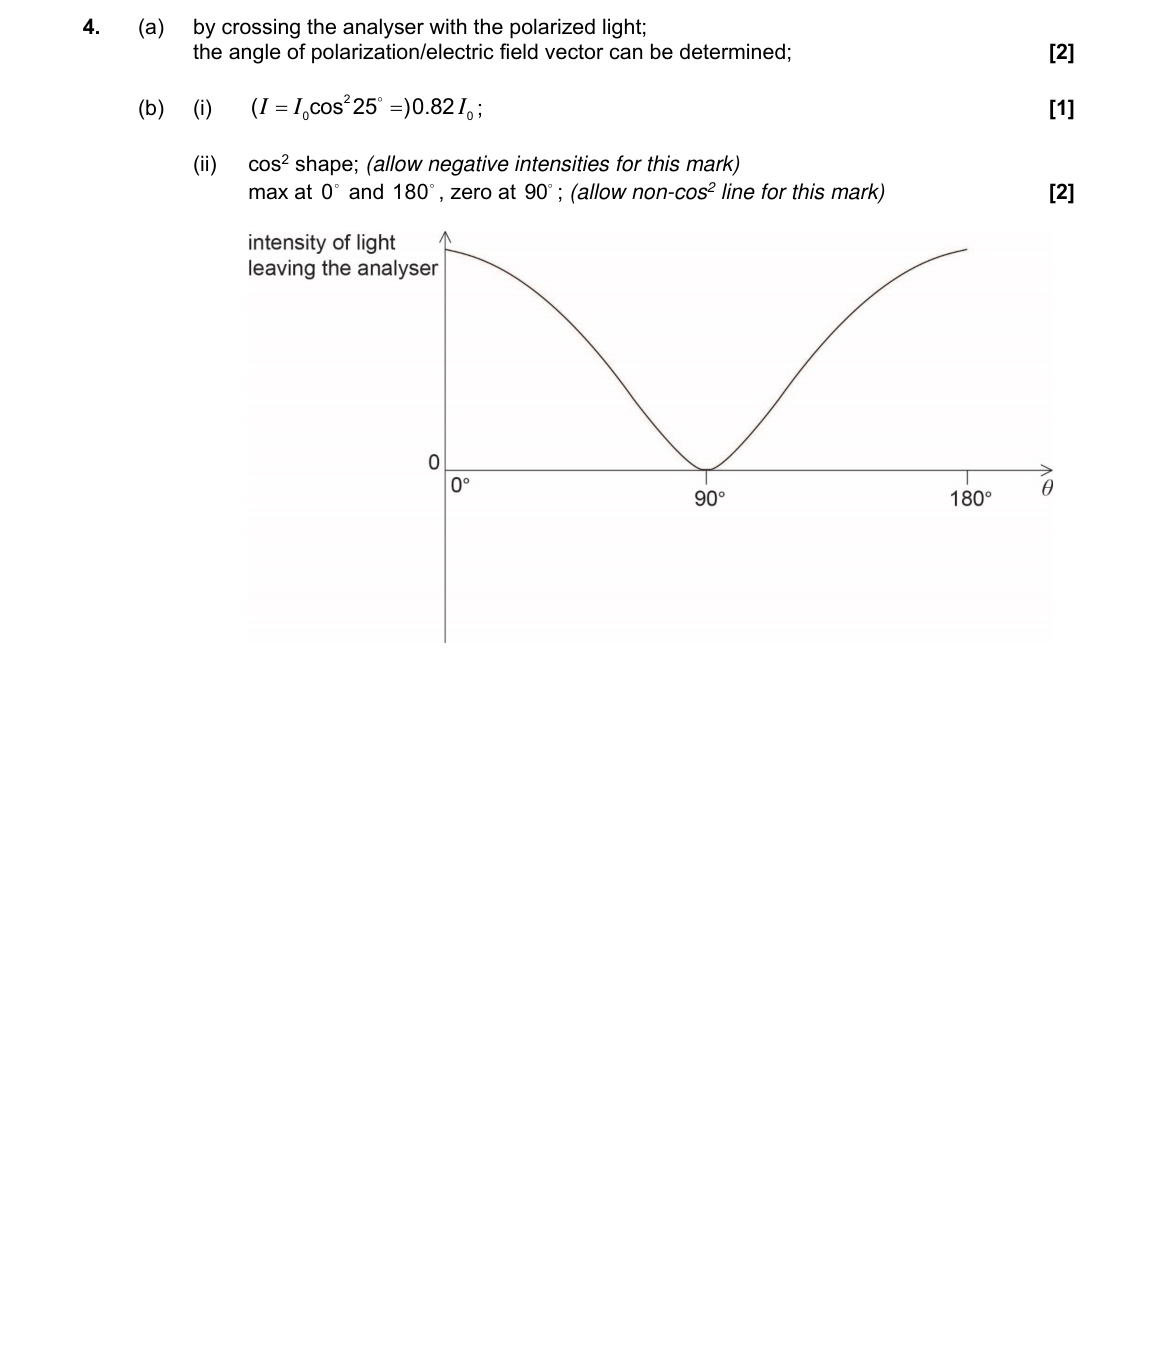 4. (a) by crossing the analyser with the polarized light;
the angle of polarization/electric field vector can be determined; [2]
(b) (i) (I = I₀cos²25° =)0.82I₀; [1]
(ii) cos² shape; (allow negative intensities for this mark)
max at 0° and 180°, zero at 90°; (allow non-cos² line for this mark) [2]
intensity of light
leaving the analyser
0
0°
90°
180°
θ